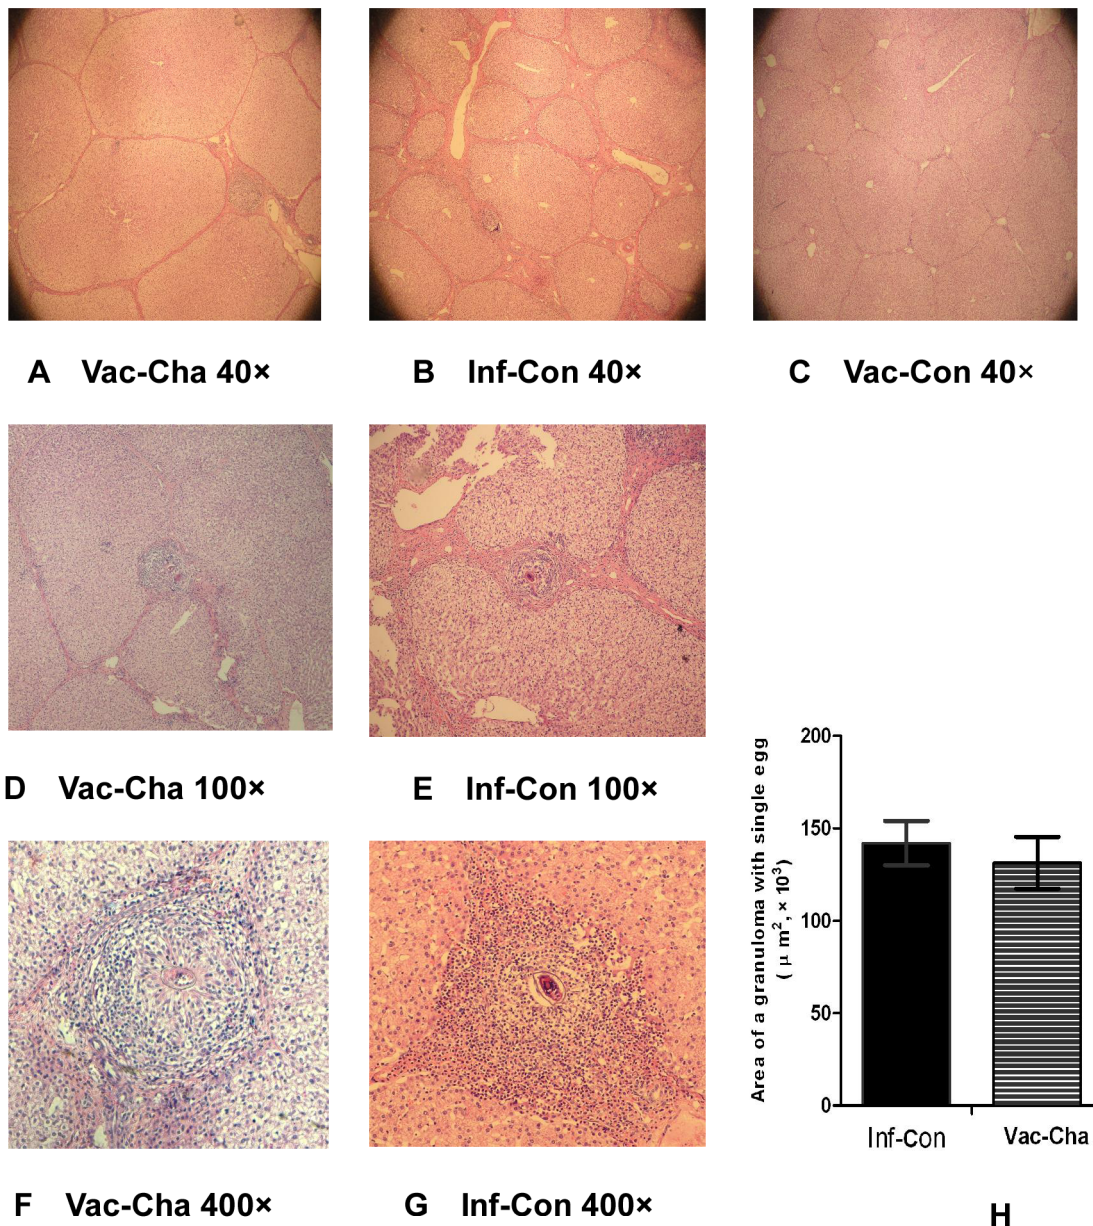 A Vac-Cha 40×
B Inf-Con 40×
C Vac-Con 40×
D Vac-Cha 100×
E Inf-Con 100×
F Vac-Cha 400×
G Inf-Con 400×
Area of a granuloma with single egg
( μ m², × 10³)
200
150
100
50
0
Inf-Con
Vac-Cha
H